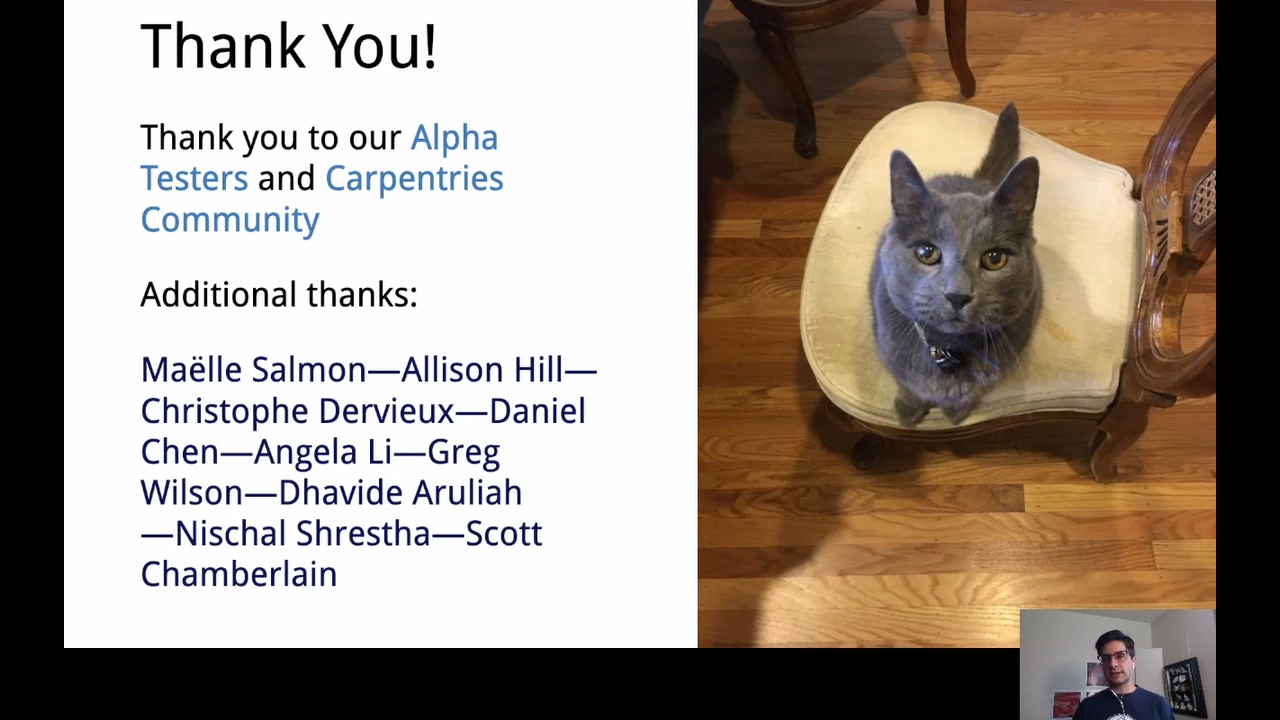 Thank You!
Thank you to our Alpha
Testers and Carpentries
Community
Additional thanks:
Maëlle Salmon—Allison Hill—
Christophe Dervieux—Daniel
Chen—Angela Li—Greg
Wilson—Dhavide Aruliah
—Nischal Shrestha—Scott
Chamberlain